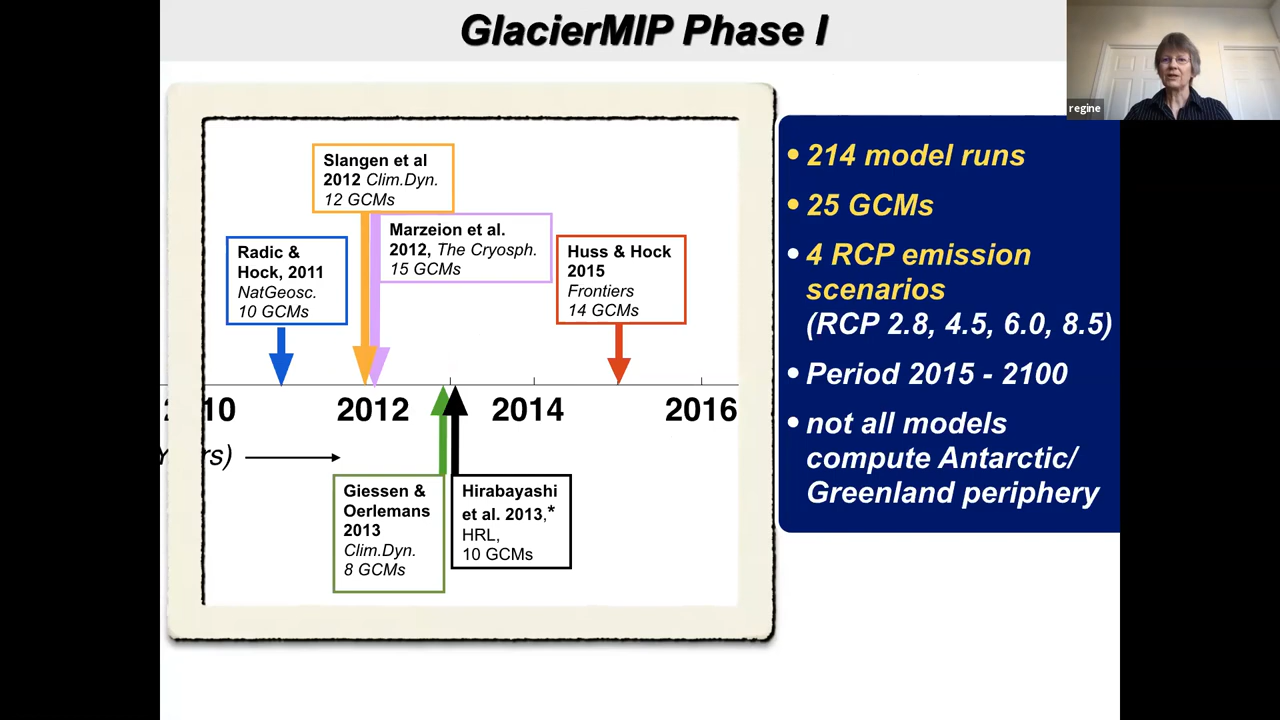 GlacierMIP Phase I
regine
Slangen et al
2012 Clim.Dyn.
12 GCMs
Marzeion et al.
2012, The Cryosph.
15 GCMs
Radic &
Hock, 2011
NatGeosc.
10 GCMs
Huss & Hock
2015
Frontiers
14 GCMs
2012
2014
2016
Giessen &
Oerlemans
2013
Clim.Dyn.
8 GCMs
Hirabayashi
et al. 2013,*
HRL,
10 GCMs
• 214 model runs
• 25 GCMs
• 4 RCP emission
scenarios
(RCP 2.8, 4.5, 6.0, 8.5)
• Period 2015 - 2100
• not all models
compute Antarctic/
Greenland periphery